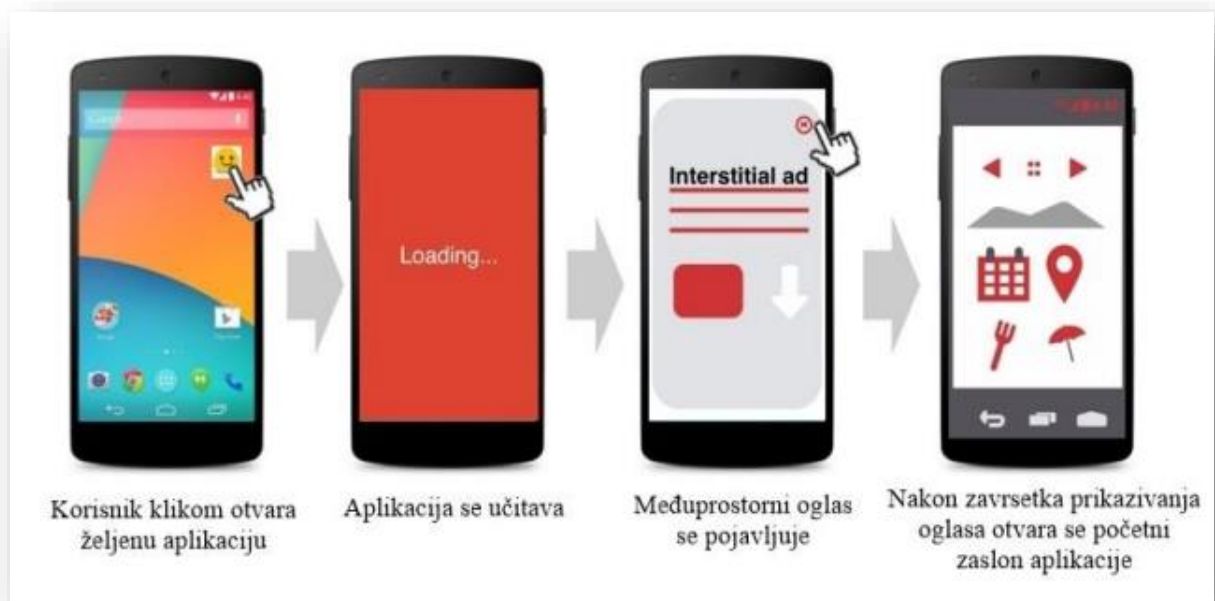 Loading...
Interstitial ad
Korisnik klikom otvara
željenu aplikaciju
Aplikacija se učitava
Međuprostorni oglas
se pojavljuje
Nakon zavrsetka prikazivanja
oglasa otvara se početni
zaslon aplikacije